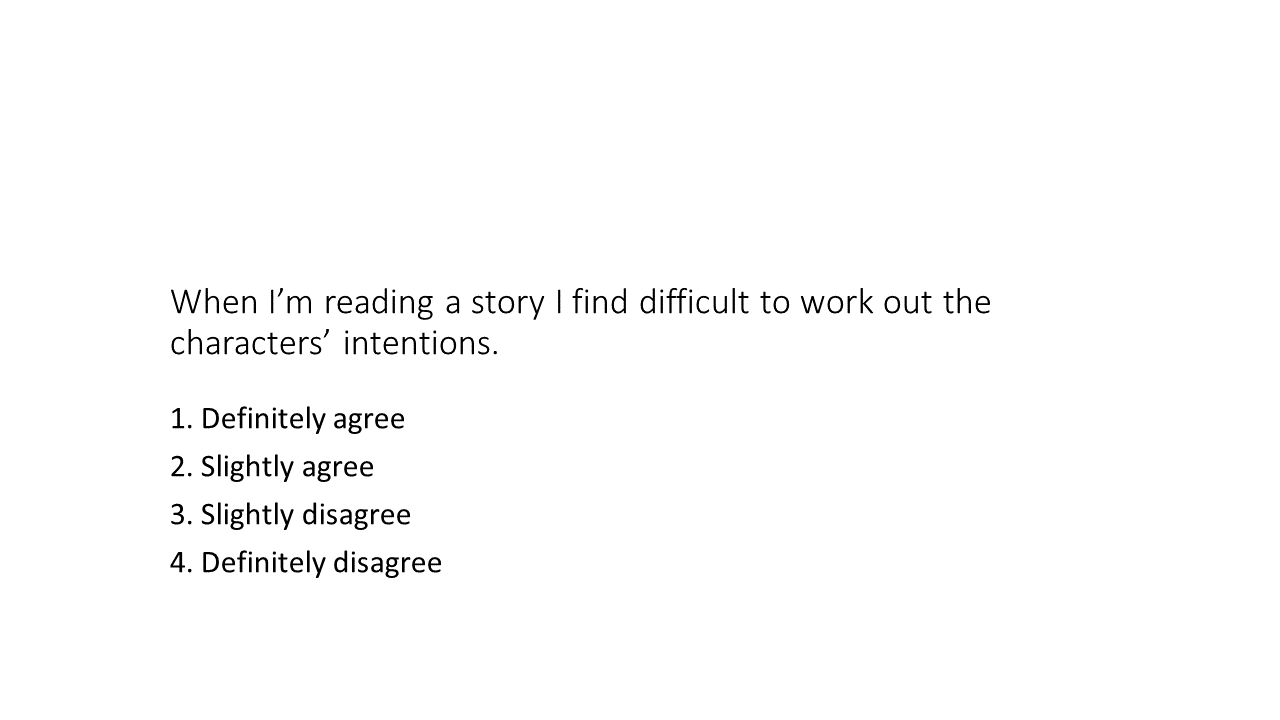 When I’m reading a story I find difficult to work out the
characters’ intentions.
1. Definitely agree
2. Slightly agree
3. Slightly disagree
4. Definitely disagree